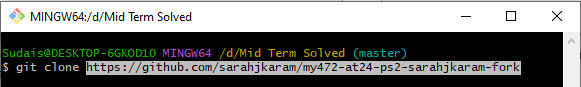 MINGW64:/d/Mid Term Solved
Sudais@DESKTOP-6GKOD1O MINGW64 /d/Mid Term Solved (master)
$ git clone https://github.com/sarahjkaram/my472-at24-ps2-sarahjkaram-fork